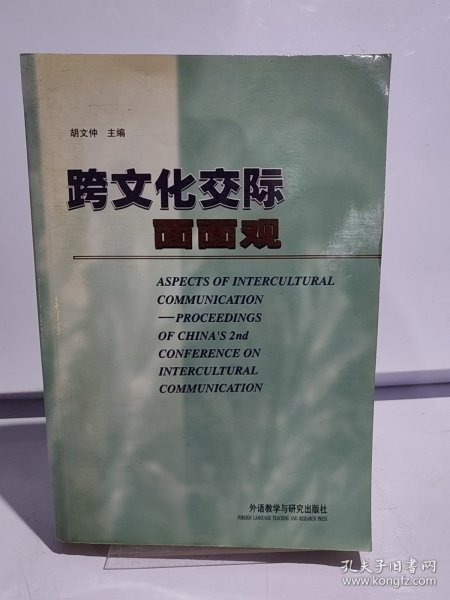 胡文仲 主编
跨文化交际
面面观
ASPECTS OF INTERCULTURAL
COMMUNICATION
—PROCEEDINGS
OF CHINA'S 2nd
CONFERENCE ON
INTERCULTURAL
COMMUNICATION
外语教学与研究出版社
FOREIGN LANGUAGE TEACHING AND RESEARCH PRESS
孔夫子旧书网
www.kongfz.com